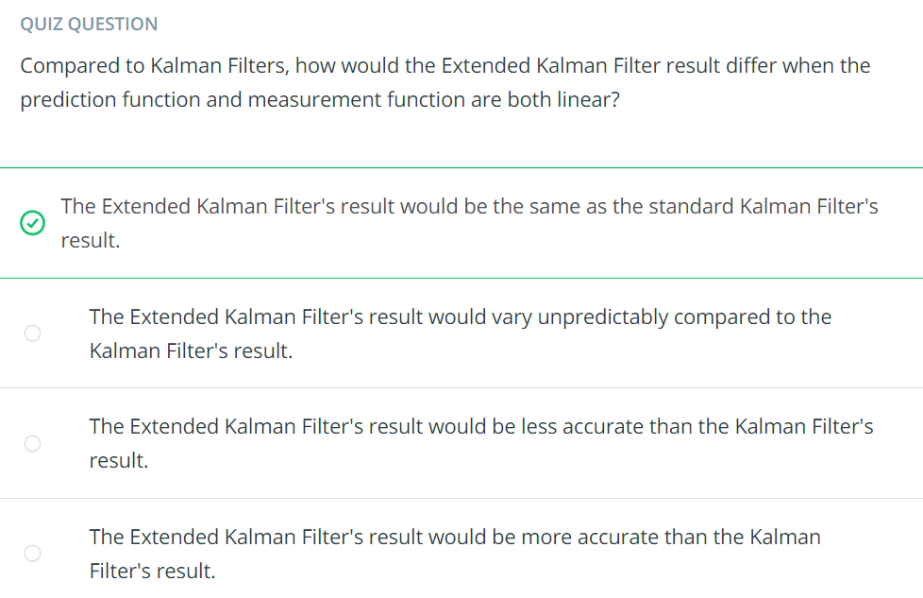 QUIZ QUESTION
Compared to Kalman Filters, how would the Extended Kalman Filter result differ when the
prediction function and measurement function are both linear?
The Extended Kalman Filter's result would be the same as the standard Kalman Filter's
result.
The Extended Kalman Filter's result would vary unpredictably compared to the
Kalman Filter's result.
The Extended Kalman Filter's result would be less accurate than the Kalman Filter's
result.
The Extended Kalman Filter's result would be more accurate than the Kalman
Filter's result.